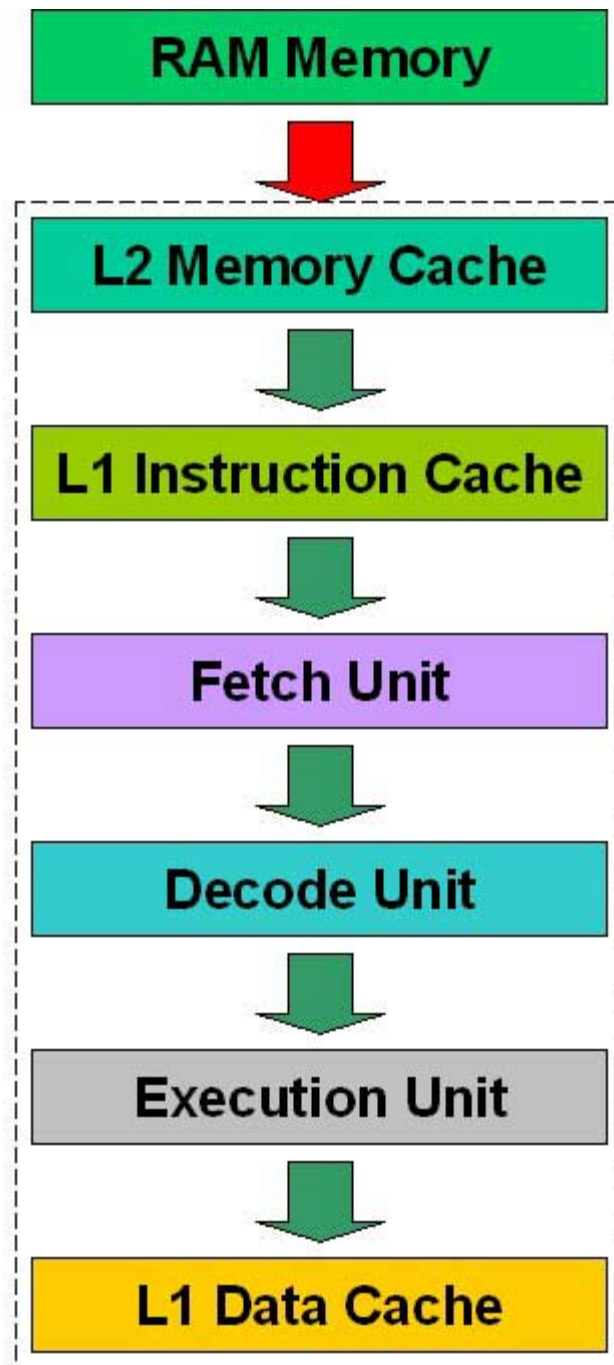 RAM Memory
L2 Memory Cache
L1 Instruction Cache
Fetch Unit
Decode Unit
Execution Unit
L1 Data Cache